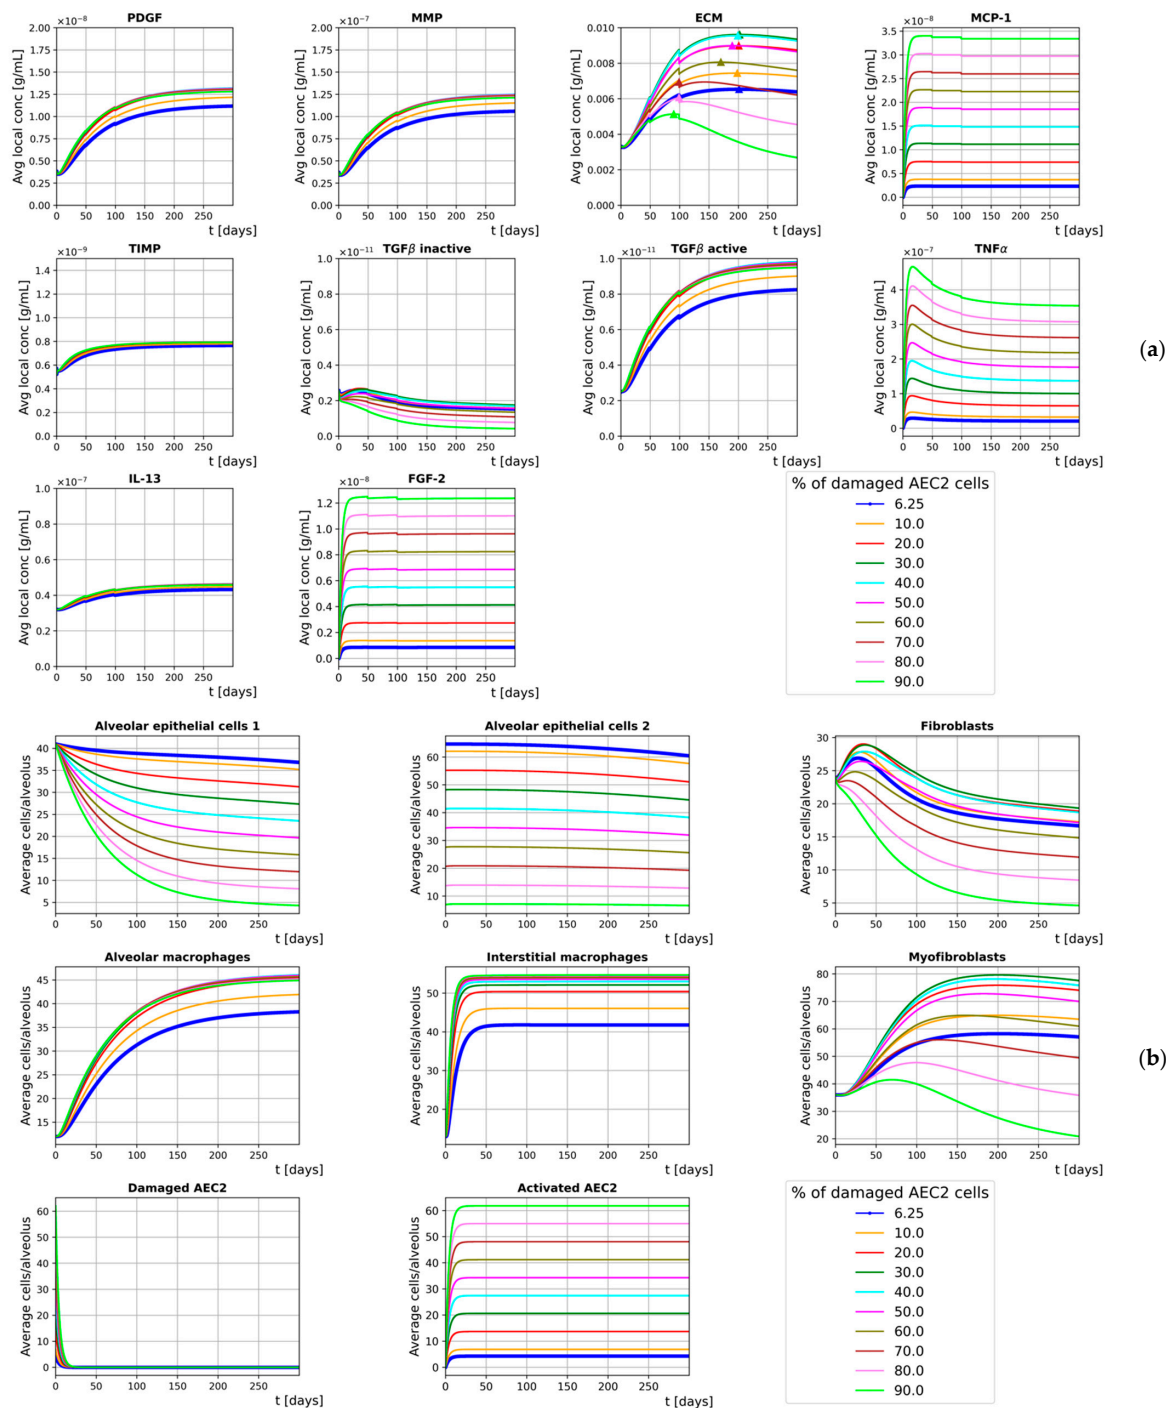 PDGF
×10⁻⁸
2.00
1.75
1.50
1.25
1.00
0.75
0.50
0.25
0.00
Avg local conc [g/mL]
0 50 100 150 200 250
t [days]
MMP
×10⁻⁷
2.00
1.75
1.50
1.25
1.00
0.75
0.50
0.25
0.00
Avg local conc [g/mL]
0 50 100 150 200 250
t [days]
ECM
0.010
0.008
0.006
0.004
0.002
0.000
Avg local conc [g/mL]
0 50 100 150 200 250
t [days]
MCP-1
×10⁻⁸
3.5
3.0
2.5
2.0
1.5
1.0
0.5
0.0
Avg local conc [g/mL]
0 50 100 150 200 250
t [days]
TIMP
×10⁻⁹
1.4
1.2
1.0
0.8
0.6
0.4
0.2
0.0
Avg local conc [g/mL]
0 50 100 150 200 250
t [days]
TGFβ inactive
×10⁻¹¹
1.0
0.8
0.6
0.4
0.2
0.0
Avg local conc [g/mL]
0 50 100 150 200 250
t [days]
TGFβ active
×10⁻¹¹
1.0
0.8
0.6
0.4
0.2
0.0
Avg local conc [g/mL]
0 50 100 150 200 250
t [days]
TNFα
×10⁻⁷
4
3
2
1
0
Avg local conc [g/mL]
0 50 100 150 200 250
t [days]
(a)
IL-13
×10⁻⁷
1.0
0.8
0.6
0.4
0.2
0.0
Avg local conc [g/mL]
0 50 100 150 200 250
t [days]
FGF-2
×10⁻⁸
1.2
1.0
0.8
0.6
0.4
0.2
0.0
Avg local conc [g/mL]
0 50 100 150 200 250
t [days]
% of damaged AEC2 cells
6.25
10.0
20.0
30.0
40.0
50.0
60.0
70.0
80.0
90.0
Alveolar epithelial cells 1
40
35
30
25
20
15
10
5
Average cells/alveolus
0 50 100 150 200 250
t [days]
Alveolar epithelial cells 2
60
50
40
30
20
10
Average cells/alveolus
0 50 100 150 200 250
t [days]
Fibroblasts
30
25
20
15
10
5
Average cells/alveolus
0 50 100 150 200 250
t [days]
Alveolar macrophages
45
40
35
30
25
20
15
Average cells/alveolus
0 50 100 150 200 250
t [days]
Interstitial macrophages
50
40
30
20
Average cells/alveolus
0 50 100 150 200 250
t [days]
Myofibroblasts
80
70
60
50
40
30
20
Average cells/alveolus
0 50 100 150 200 250
t [days]
(b)
Damaged AEC2
60
50
40
30
20
10
0
Average cells/alveolus
0 50 100 150 200 250
t [days]
Activated AEC2
60
50
40
30
20
10
0
Average cells/alveolus
0 50 100 150 200 250
t [days]
% of damaged AEC2 cells
6.25
10.0
20.0
30.0
40.0
50.0
60.0
70.0
80.0
90.0